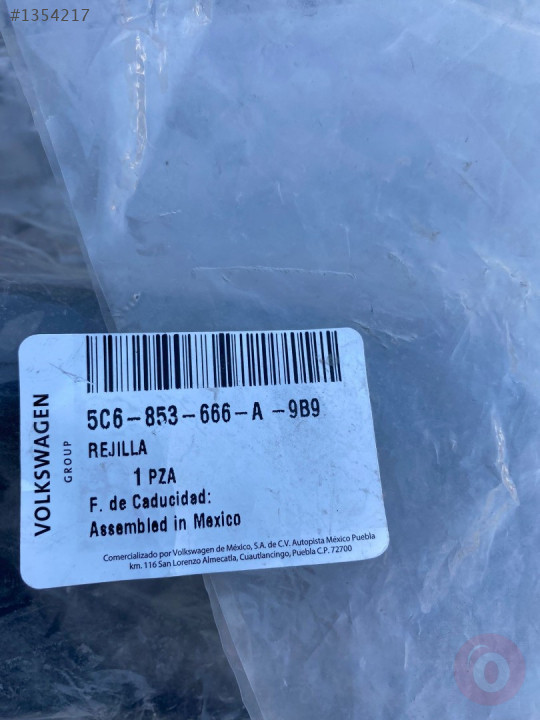 #1354217
VOLKSWAGEN
GROUP
5C6-853-666-A -9B9
REJILLA
1 PZA
F. de Caducidad:
Assembled in Mexico
Comercializado por Volkswagen de México, S.A. de C.V. Autopista México Puebla
km. 116 San Lorenzo Almecatla, Cuautlancingo, Puebla C.P. 72700